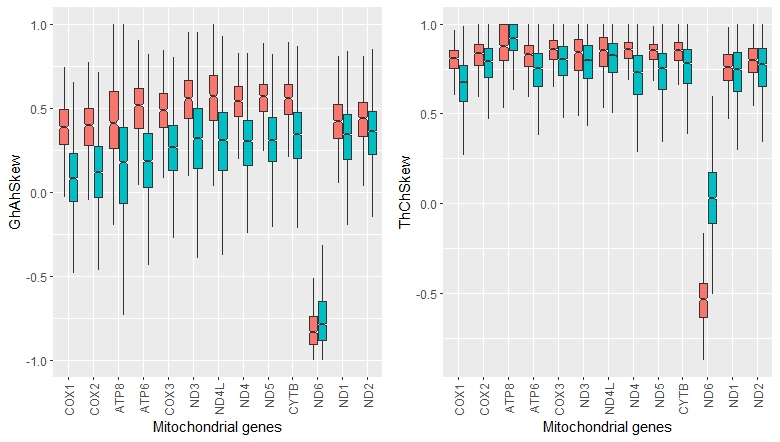 GhAhSkew
1.0
0.5
0.0
-0.5
-1.0
COX1
COX2
ATP8
ATP6
COX3
ND3
ND4L
ND4
ND5
CYTB
ND6
ND1
ND2
Mitochondrial genes
ThChSkew
1.0
0.5
0.0
-0.5
COX1
COX2
ATP8
ATP6
COX3
ND3
ND4L
ND4
ND5
CYTB
ND6
ND1
ND2
Mitochondrial genes